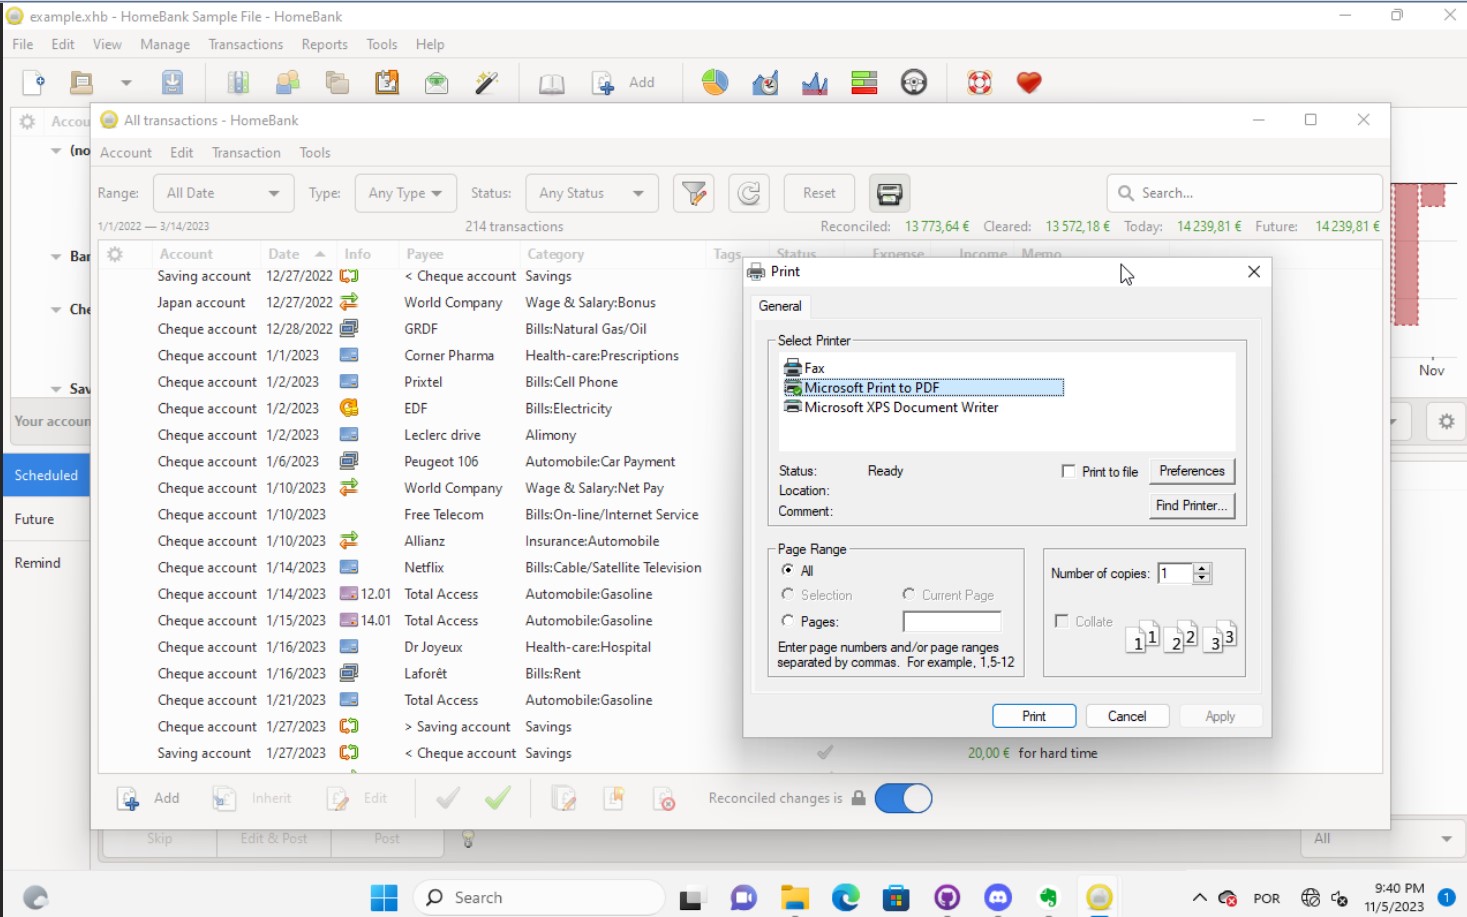 example.xhb - HomeBank Sample File - HomeBank
File Edit View Manage Transactions Reports Tools Help
Add
Accou
All transactions - HomeBank
(no
Account Edit Transaction Tools
Range: All Date Type: Any Type Status: Any Status Reset Search...
1/1/2022 — 3/14/2023 214 transactions Reconciled: 13 773,64 € Cleared: 13 572,18 € Today: 14 239,81 € Future: 14 239,81 €
Account Date Info Payee Category Tags Status Expense Income Memo
Saving account 12/27/2022 < Cheque account Savings
Japan account 12/27/2022 World Company Wage & Salary:Bonus
Cheque account 12/28/2022 GRDF Bills:Natural Gas/Oil
Cheque account 1/1/2023 Corner Pharma Health-care:Prescriptions
Cheque account 1/2/2023 Prixtel Bills:Cell Phone
Cheque account 1/2/2023 EDF Bills:Electricity
Cheque account 1/2/2023 Leclerc drive Alimony
Cheque account 1/6/2023 Peugeot 106 Automobile:Car Payment
Cheque account 1/10/2023 World Company Wage & Salary:Net Pay
Cheque account 1/10/2023 Free Telecom Bills:On-line/Internet Service
Cheque account 1/10/2023 Allianz Insurance:Automobile
Cheque account 1/14/2023 Netflix Bills:Cable/Satellite Television
Cheque account 1/14/2023 12.01 Total Access Automobile:Gasoline
Cheque account 1/15/2023 14.01 Total Access Automobile:Gasoline
Cheque account 1/16/2023 Dr Joyeux Health-care:Hospital
Cheque account 1/16/2023 Laforêt Bills:Rent
Cheque account 1/21/2023 Total Access Automobile:Gasoline
Cheque account 1/27/2023 > Saving account Savings
Saving account 1/27/2023 < Cheque account Savings 20,00 € for hard time
Add Inherit Edit Reconciled changes is
Print
General
Select Printer
Fax
Microsoft Print to PDF
Microsoft XPS Document Writer
Status: Ready
Print to file Preferences
Location:
Comment:
Find Printer...
Page Range
All
Selection Current Page
Pages:
Enter page numbers and/or page ranges
separated by commas. For example, 1,5-12
Number of copies: 1
Collate
1 1 2 2 3 3
Print Cancel Apply
Ban
Che
Sav
Your accoun
Scheduled
Future
Remind
Nov
Skip Edit & Post Post All
Search
POR
9:40 PM
11/5/2023
1